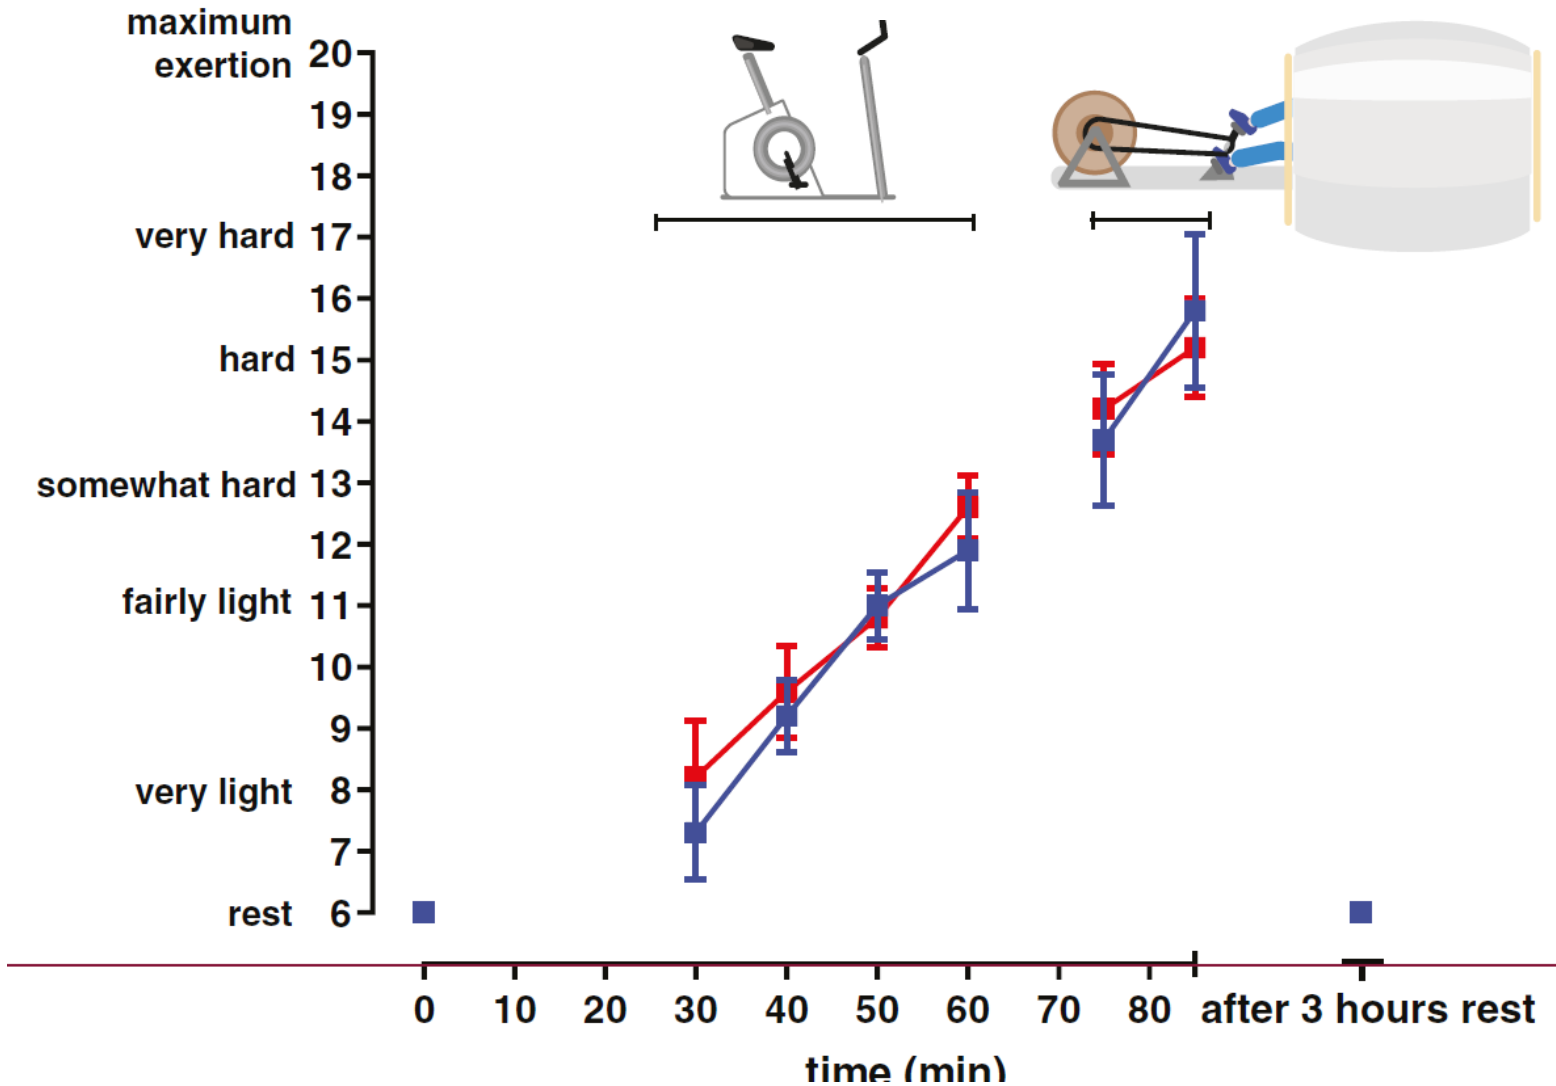 maximum
exertion 20
19
18
very hard 17
16
hard 15
14
somewhat hard 13
12
fairly light 11
10
9
very light 8
7
rest 6
0 10 20 30 40 50 60 70 80 after 3 hours rest
time (min)